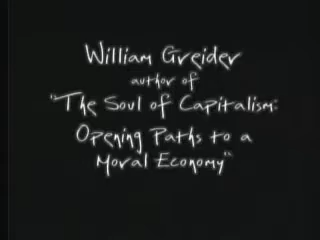 William Greider
author of
"The Soul of Capitalism:
Opening Paths to a
Moral Economy"